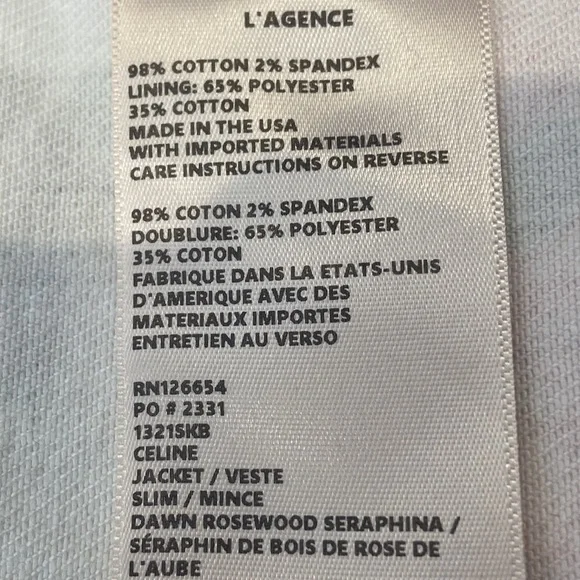 L'AGENCE
98% COTTON 2% SPANDEX
LINING: 65% POLYESTER
35% COTTON
MADE IN THE USA
WITH IMPORTED MATERIALS
CARE INSTRUCTIONS ON REVERSE
98% COTON 2% SPANDEX
DOUBLURE: 65% POLYESTER
35% COTON
FABRIQUE DANS LA ETATS-UNIS
D'AMERIQUE AVEC DES
MATERIAUX IMPORTES
ENTRETIEN AU VERSO
RN126654
PO # 2331
1321SKB
CELINE
JACKET / VESTE
SLIM / MINCE
DAWN ROSEWOOD SERAPHINA /
SÉRAPHIN DE BOIS DE ROSE DE
L'AUBE